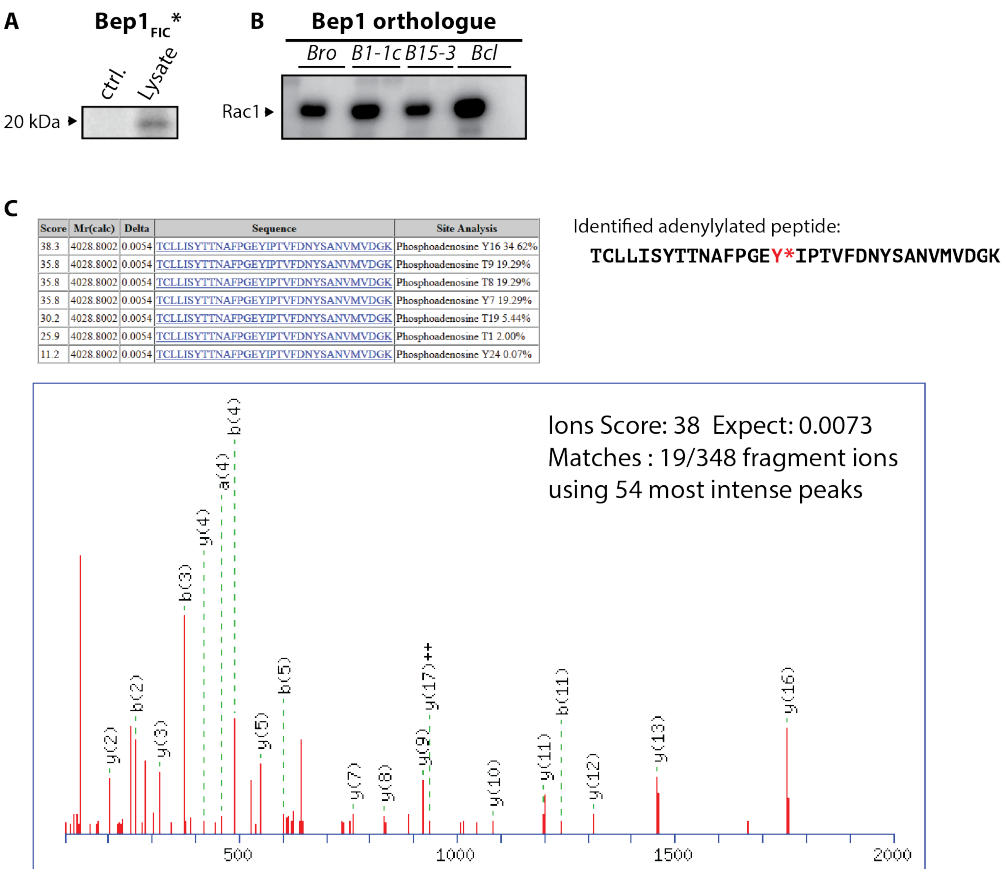 A
Bep1FIC*
ctrl.
Lysate
20 kDa
B
Bep1 orthologue
Bro B1-1c B15-3 Bcl
Rac1
C
Score Mr(calc) Delta Sequence Site Analysis
38.3 4028.8002 0.0054 TCLLISYTTNAFPGEYIPTVFDNYSANVMVDGK Phosphoadenosine Y16 34.62%
35.8 4028.8002 0.0054 TCLLISYTTNAFPGEYIPTVFDNYSANVMVDGK Phosphoadenosine T9 19.29%
35.8 4028.8002 0.0054 TCLLISYTTNAFPGEYIPTVFDNYSANVMVDGK Phosphoadenosine T8 19.29%
35.8 4028.8002 0.0054 TCLLISYTTNAFPGEYIPTVFDNYSANVMVDGK Phosphoadenosine Y7 19.29%
30.2 4028.8002 0.0054 TCLLISYTTNAFPGEYIPTVFDNYSANVMVDGK Phosphoadenosine T19 5.44%
25.9 4028.8002 0.0054 TCLLISYTTNAFPGEYIPTVFDNYSANVMVDGK Phosphoadenosine T1 2.00%
11.2 4028.8002 0.0054 TCLLISYTTNAFPGEYIPTVFDNYSANVMVDGK Phosphoadenosine Y24 0.07%
Identified adenylylated peptide:
TCLLISYTTNAFPGEY*IPTVFDNYSANVMVDGK
Ions Score: 38 Expect: 0.0073
Matches : 19/348 fragment ions
using 54 most intense peaks
y(2)
b(2)
y(3)
b(3)
y(4)
a(4)
b(4)
y(5)
b(5)
y(7)
y(8)
y(9)
y(17)++
y(10)
y(11)
b(11)
y(12)
y(13)
y(16)
500 1000 1500 2000